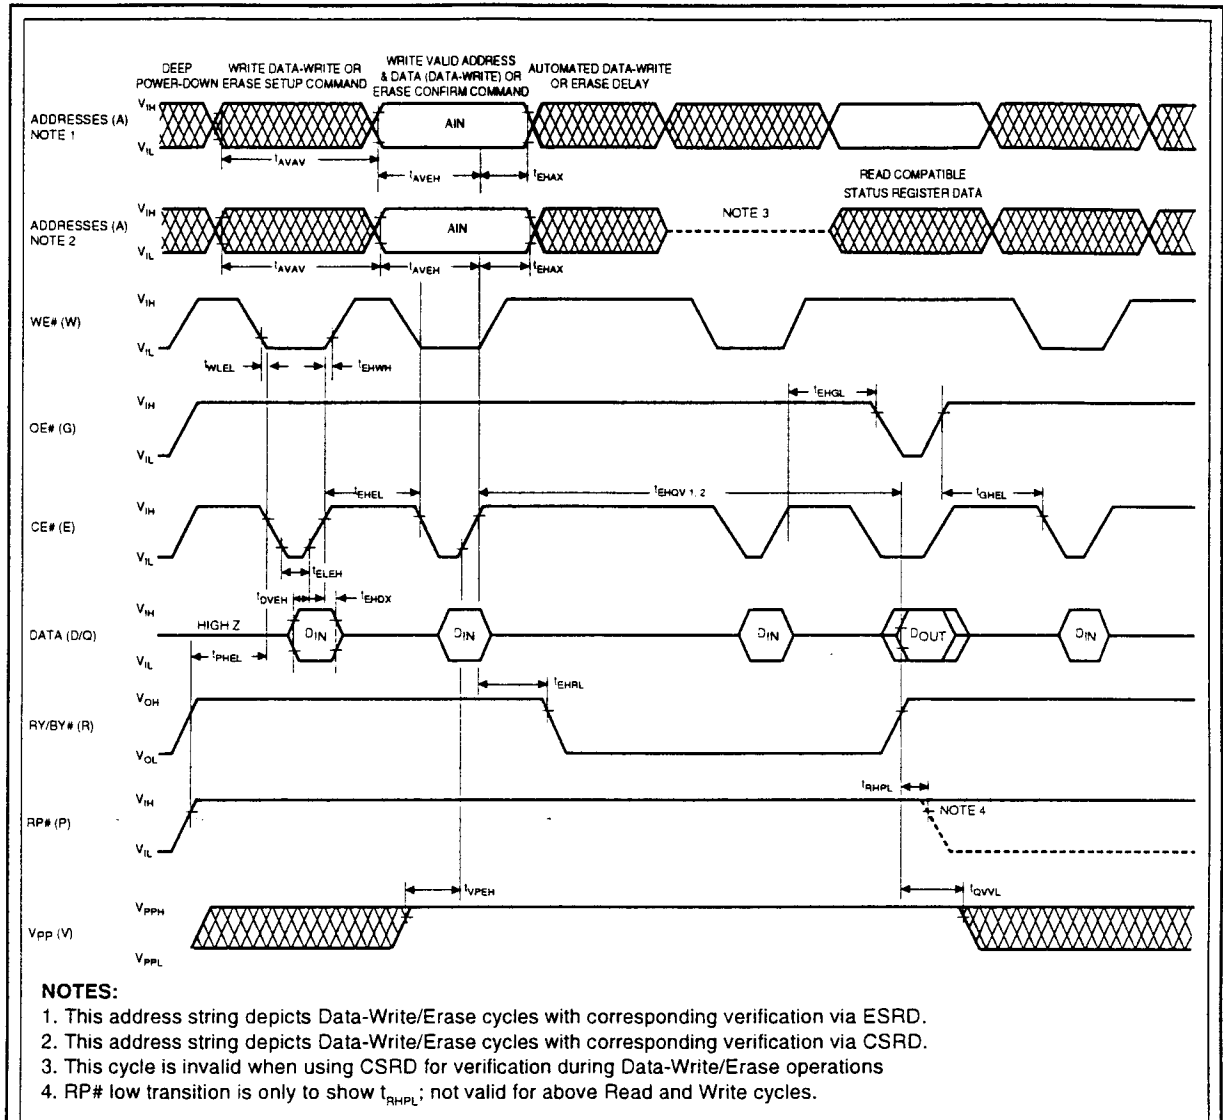 DEEP
POWER-DOWN
WRITE DATA-WRITE OR
ERASE SETUP COMMAND
WRITE VALID ADDRESS
& DATA (DATA-WRITE) OR
ERASE CONFIRM COMMAND
AUTOMATED DATA-WRITE
OR ERASE DELAY
ADDRESSES (A)
NOTE 1
VIH
VIL
AIN
tAVAV
tAVEH
tEHAX
READ COMPATIBLE
STATUS REGISTER DATA
ADDRESSES (A)
NOTE 2
VIH
VIL
AIN
NOTE 3
tAVAV
tAVEH
tEHAX
WE# (W)
VIH
VIL
tWLEL
tEHWH
OE# (G)
VIH
VIL
tEHGL
tEHEL
tEHQV 1, 2
tGHEL
CE# (E)
VIH
VIL
tELEH
tDVEH
tEHDX
DATA (D/Q)
VIH
VIL
HIGH Z
DIN
DIN
DIN
DOUT
DIN
tPHEL
tEHRL
RY/BY# (R)
VOH
VOL
tRHPL
RP# (P)
VIH
VIL
NOTE 4
tVPEH
tQVVL
VPP (V)
VPPH
VPPL
NOTES:
1. This address string depicts Data-Write/Erase cycles with corresponding verification via ESRD.
2. This address string depicts Data-Write/Erase cycles with corresponding verification via CSRD.
3. This cycle is invalid when using CSRD for verification during Data-Write/Erase operations
4. RP# low transition is only to show tRHPL; not valid for above Read and Write cycles.